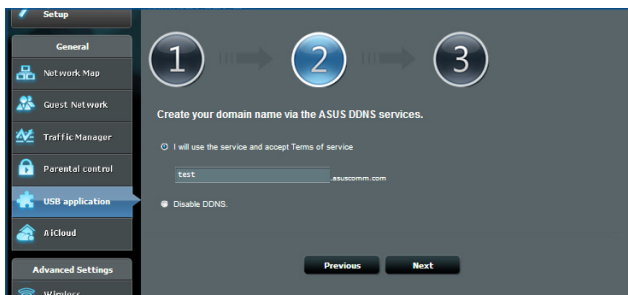 Setup
General
Network Map
Guest Network
Traffic Manager
Parental control
USB application
AiCloud
Advanced Settings
Wireless
1
2
3
Create your domain name via the ASUS DDNS services.
I will use the service and accept Terms of service
test .asuscomm.com
Disable DDNS.
Previous Next